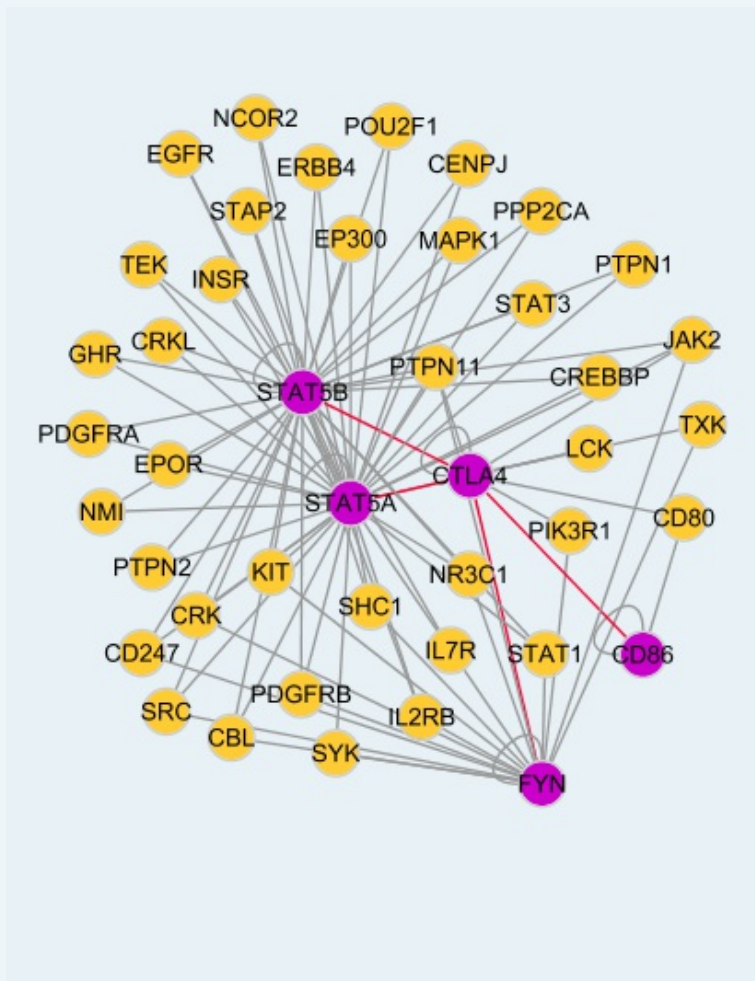 NCOR2
POU2F1
EGFR
ERBB4
CENPJ
STAP2
PPP2CA
EP300
MAPK1
TEK
INSR
PTPN1
STAT3
GHR
CRKL
JAK2
PTPN11
CREBBP
STAT5B
PDGFRA
TXK
EPOR
LCK
CTLA4
STAT5A
NMI
CD80
PIK3R1
PTPN2
KIT
NR3C1
SHC1
CRK
CD247
IL7R
STAT1
CD86
PDGFRB
SRC
IL2RB
CBL
SYK
FYN